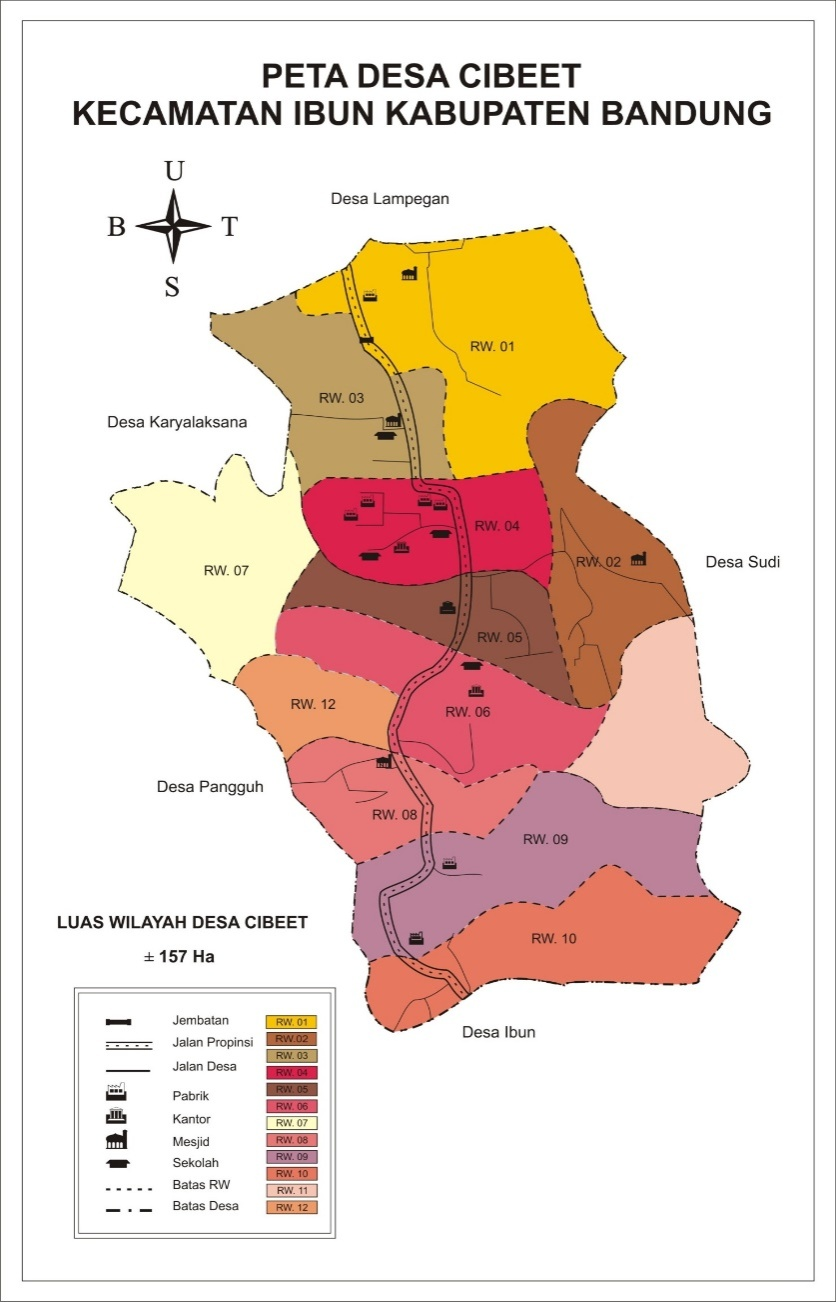 PETA DESA CIBEET
KECAMATAN IBUN KABUPATEN BANDUNG
U
B
T
S
Desa Lampegan
RW. 01
RW. 03
Desa Karyalaksana
RW. 04
RW. 02
Desa Sudi
RW. 07
RW. 05
RW. 12
RW. 06
Desa Pangguh
RW. 08
RW. 09
RW. 10
LUAS WILAYAH DESA CIBEET
± 157 Ha
Desa Ibun
Jembatan
Jalan Propinsi
Jalan Desa
Pabrik
Kantor
Mesjid
Sekolah
Batas RW
Batas Desa
RW. 01
RW.02
RW. 03
RW. 04
RW. 05
RW. 06
RW. 07
RW. 08
RW. 09
RW. 10
RW. 11
RW. 12